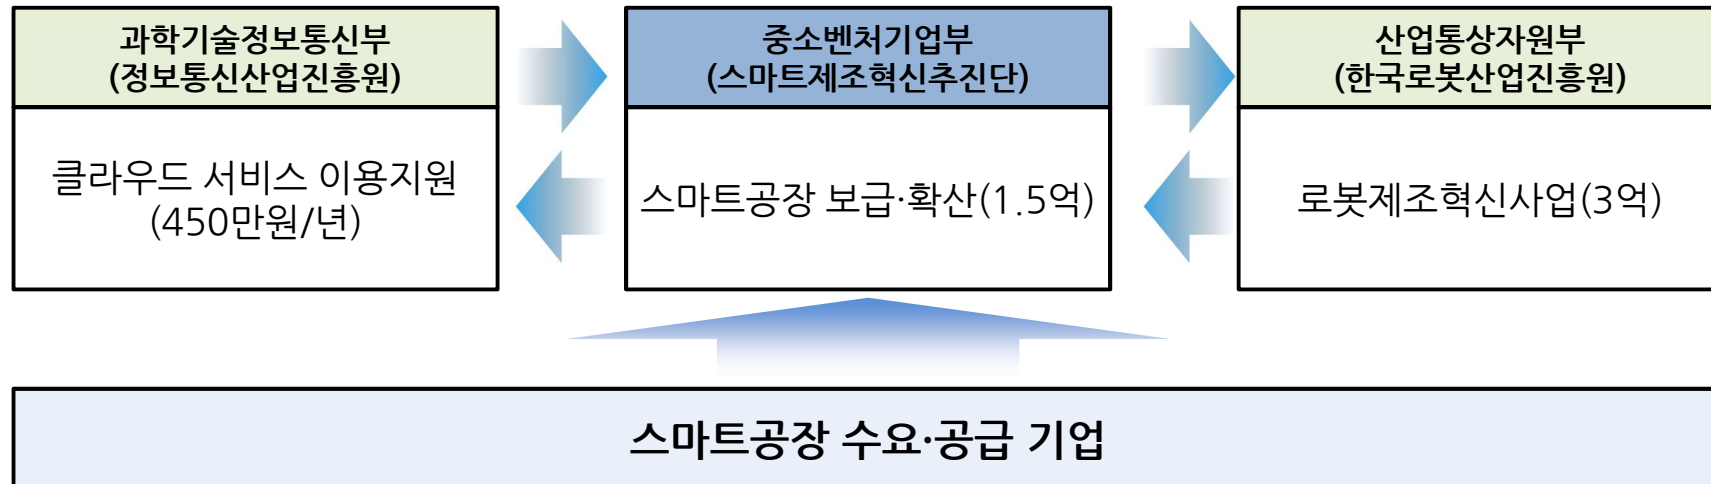 과학기술정보통신부
(정보통신산업진흥원)
클라우드 서비스 이용지원
(450만원/년)
중소벤처기업부
(스마트제조혁신추진단)
스마트공장 보급·확산(1.5억)
산업통상자원부
(한국로봇산업진흥원)
로봇제조혁신사업(3억)
스마트공장 수요·공급 기업